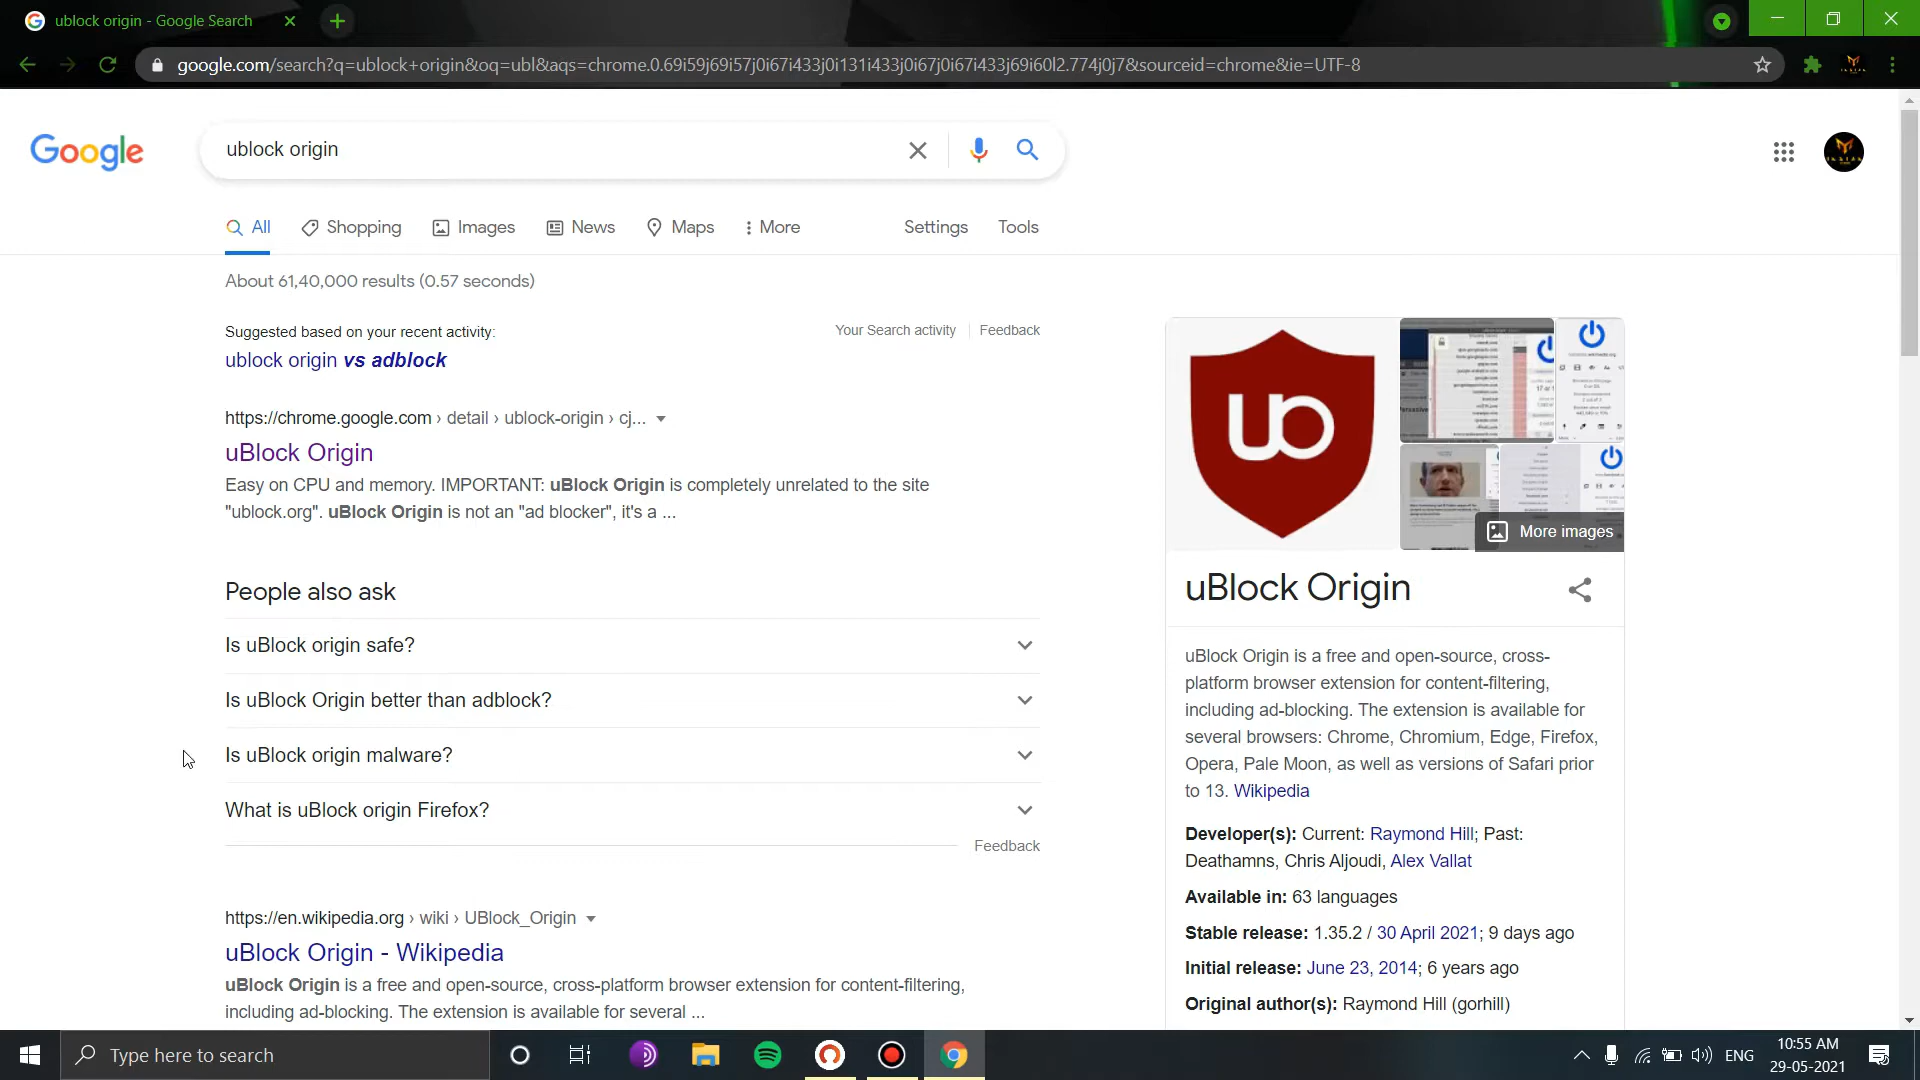 ublock origin - Google Search
google.com/search?q=ublock+origin&oq=ubl&aqs=chrome.0.69i59j69i57j0i67i433j0i131i433j0i67j0i67i433j69i60l2.774j0j7&sourceid=chrome&ie=UTF-8
Google
ublock origin
All
Shopping
Images
News
Maps
More
Settings
Tools
About 61,40,000 results (0.57 seconds)
Suggested based on your recent activity:
Your Search activity
Feedback
ublock origin vs adblock
https://chrome.google.com › detail › ublock-origin › cj...
uBlock Origin
Easy on CPU and memory. IMPORTANT: uBlock Origin is completely unrelated to the site
"ublock.org". uBlock Origin is not an "ad blocker", it's a ...
People also ask
Is uBlock origin safe?
Is uBlock Origin better than adblock?
Is uBlock origin malware?
What is uBlock origin Firefox?
Feedback
https://en.wikipedia.org › wiki › UBlock_Origin
uBlock Origin - Wikipedia
uBlock Origin is a free and open-source, cross-platform browser extension for content-filtering,
including ad-blocking. The extension is available for several ...
uo
More images
uBlock Origin
uBlock Origin is a free and open-source, cross-
platform browser extension for content-filtering,
including ad-blocking. The extension is available for
several browsers: Chrome, Chromium, Edge, Firefox,
Opera, Pale Moon, as well as versions of Safari prior
to 13. Wikipedia
Developer(s): Current: Raymond Hill; Past:
Deathamns, Chris Aljoudi, Alex Vallat
Available in: 63 languages
Stable release: 1.35.2 / 30 April 2021; 9 days ago
Initial release: June 23, 2014; 6 years ago
Original author(s): Raymond Hill (gorhill)
Type here to search
ENG
10:55 AM
29-05-2021